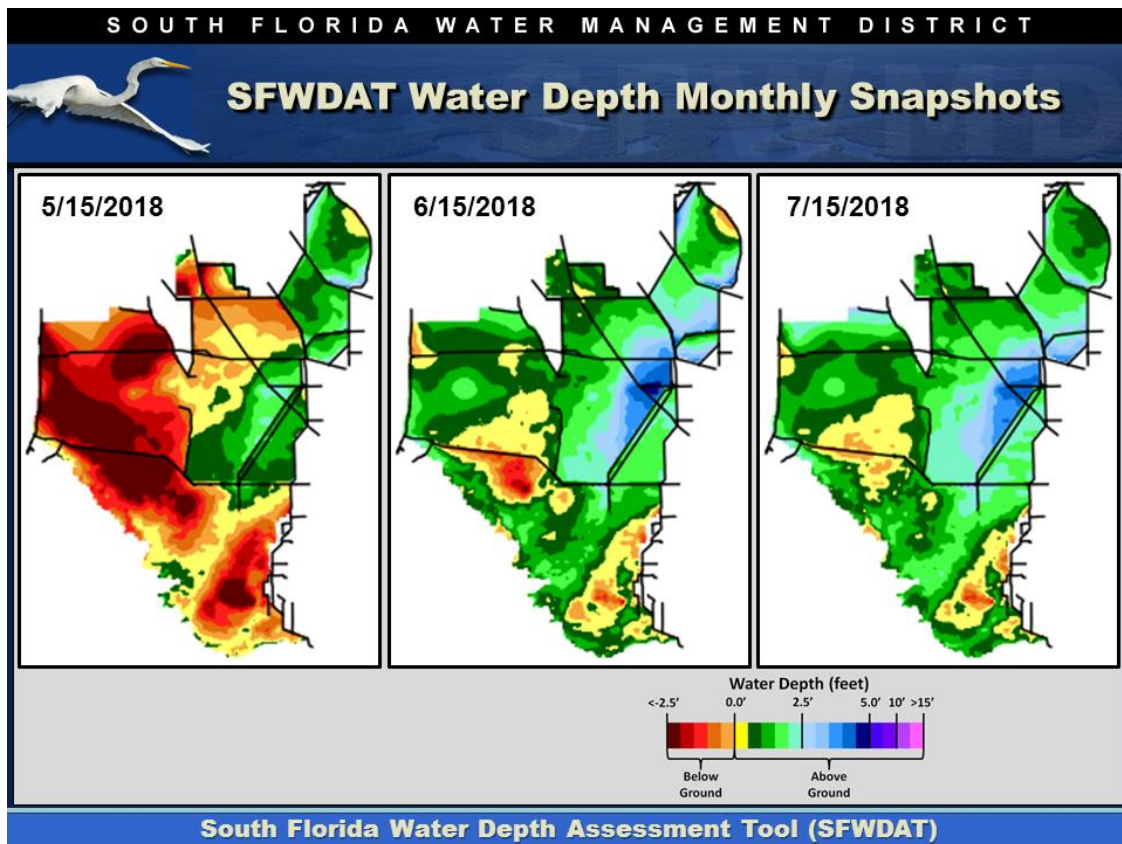 SOUTH FLORIDA WATER MANAGEMENT DISTRICT
SFWDAT Water Depth Monthly Snapshots
5/15/2018
6/15/2018
7/15/2018
Water Depth (feet)
<-2.5' 0.0' 2.5' 5.0' 10' >15'
Below Ground
Above Ground
South Florida Water Depth Assessment Tool (SFWDAT)